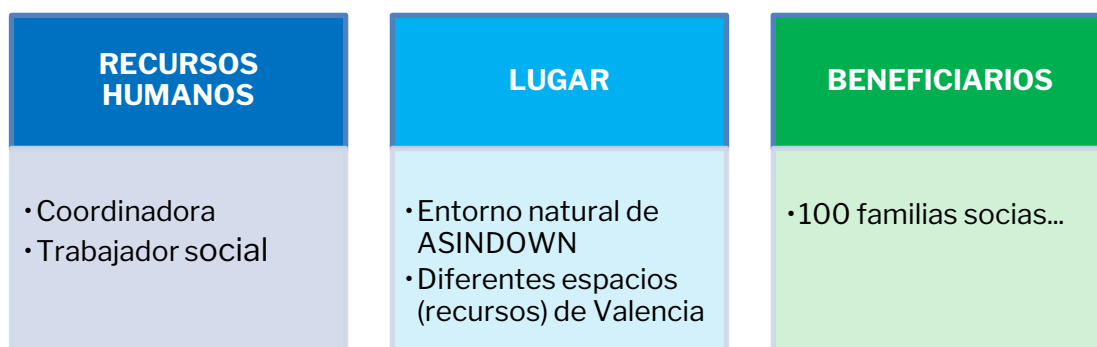 RECURSOS
HUMANOS
· Coordinadora
· Trabajador social
LUGAR
· Entorno natural de
ASINDOWN
· Diferentes espacios
(recursos) de Valencia
BENEFICIARIOS
· 100 familias socias...